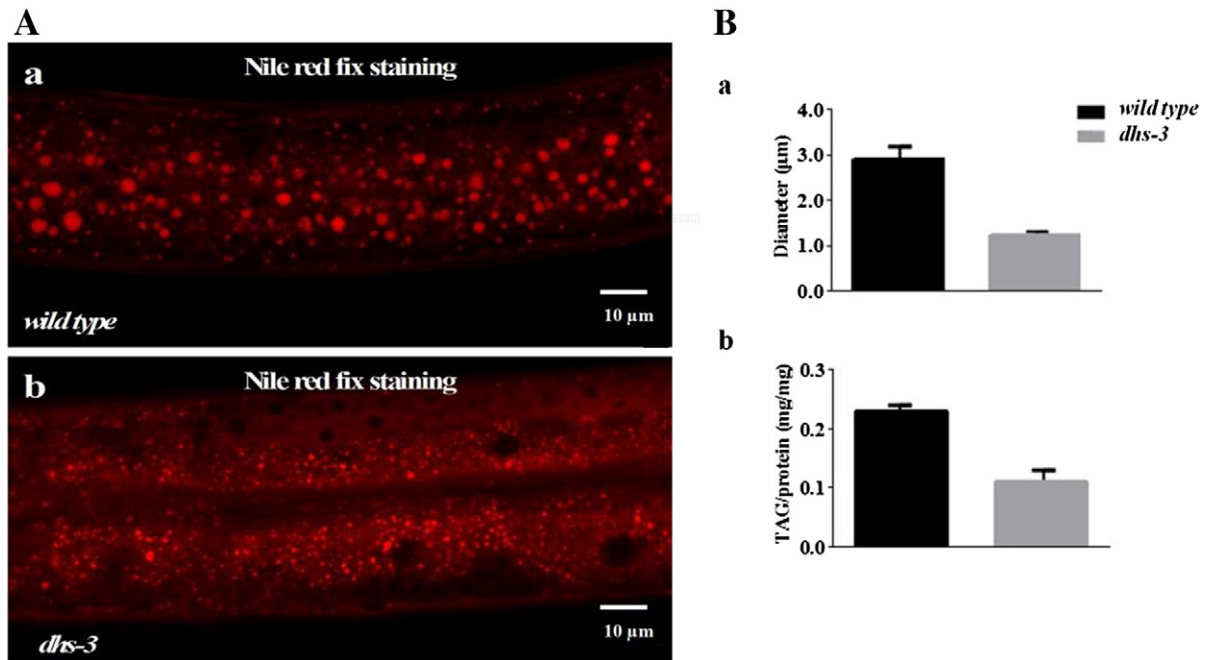 A
a
Nile red fix staining
wild type
10 µm
b
Nile red fix staining
dhs-3
10 µm
B
a
wild type
dhs-3
Diameter (µm)
4.0
3.0
2.0
1.0
0.0
b
TAG/protein (mg/mg)
0.3
0.2
0.1
0.0